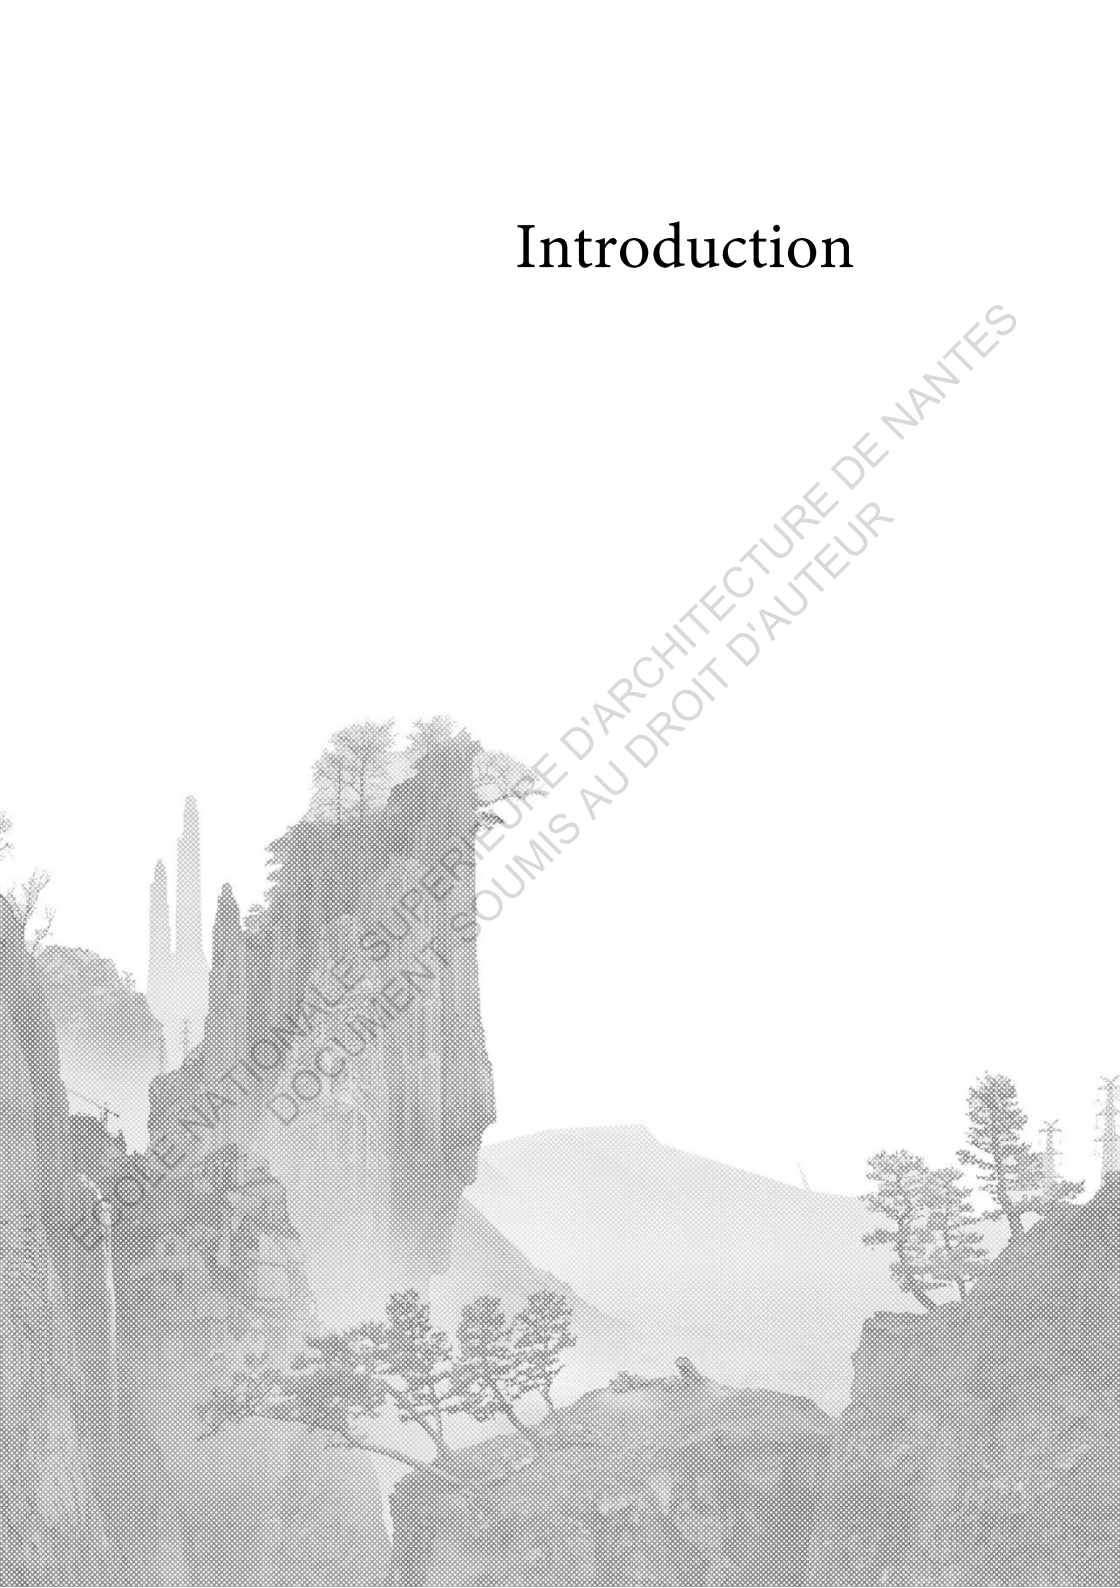 Introduction
ECOLE NATIONALE SUPERIEURE D'ARCHITECTURE DE NANTES
DOCUMENT SOUMIS AU DROIT D'AUTEUR